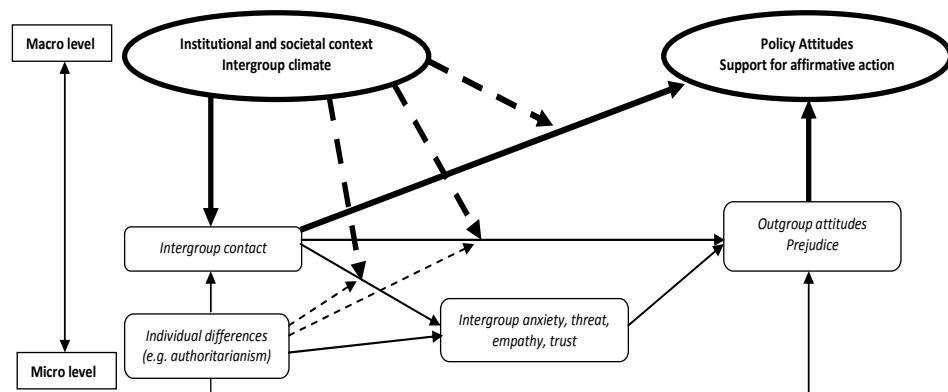 Macro level
Institutional and societal context
Intergroup climate
Policy Attitudes
Support for affirmative action
Intergroup contact
Outgroup attitudes
Prejudice
Individual differences
(e.g. authoritarianism)
Intergroup anxiety, threat,
empathy, trust
Micro level